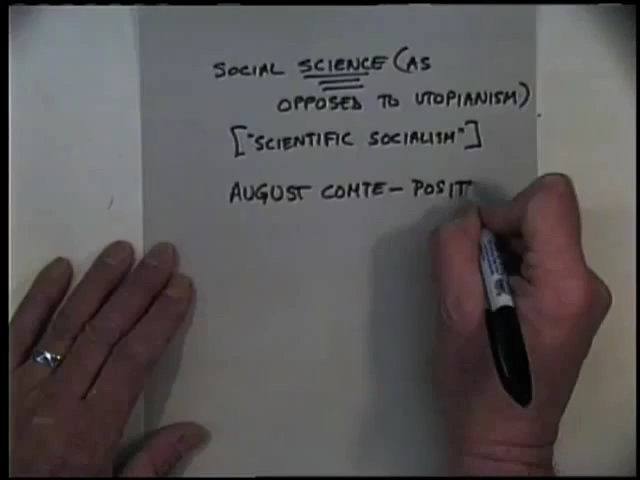 SOCIAL SCIENCE (AS
OPPOSED TO UTOPIANISM)
["SCIENTIFIC SOCIALISM"]
AUGUST COMTE - POSIT